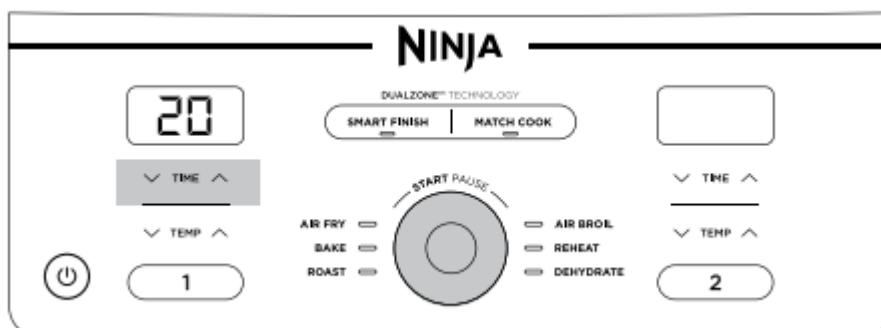 NINJA
20
DUALZONE™ TECHNOLOGY
SMART FINISH
MATCH COOK
TIME
TEMP
1
START PAUSE
AIR FRY
BAKE
ROAST
AIR BROIL
REHEAT
DEHYDRATE
TIME
TEMP
2